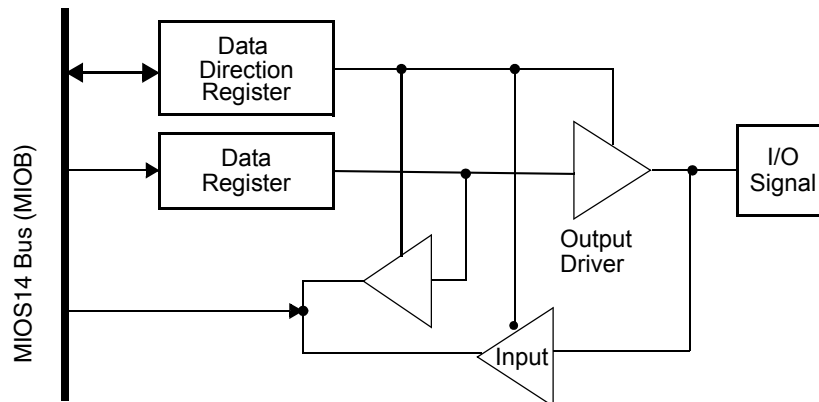 Data
Direction
Register
Data
Register
I/O
Signal
Output
Driver
Input
MIOS14 Bus (MIOB)